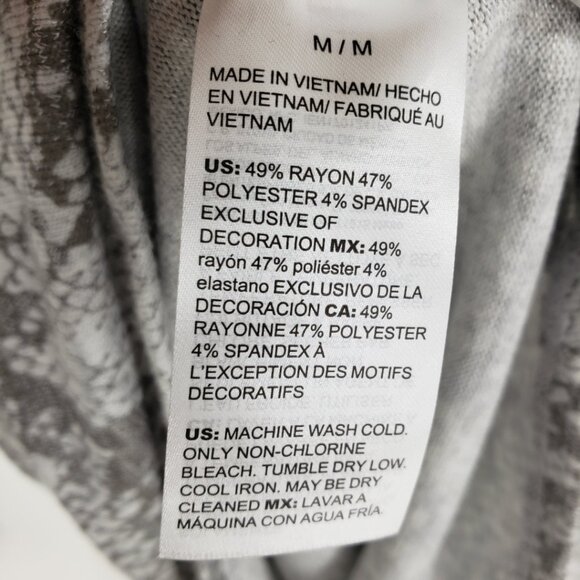 M / M
MADE IN VIETNAM/ HECHO
EN VIETNAM/ FABRIQUÉ AU
VIETNAM
US: 49% RAYON 47%
POLYESTER 4% SPANDEX
EXCLUSIVE OF
DECORATION MX: 49%
rayón 47% poliéster 4%
elastano EXCLUSIVO DE LA
DECORACIÓN CA: 49%
RAYONNE 47% POLYESTER
4% SPANDEX À
L'EXCEPTION DES MOTIFS
DÉCORATIFS
US: MACHINE WASH COLD.
ONLY NON-CHLORINE
BLEACH. TUMBLE DRY LOW.
COOL IRON. MAY BE DRY
CLEANED MX: LAVAR A
MÁQUINA CON AGUA FRÍA.